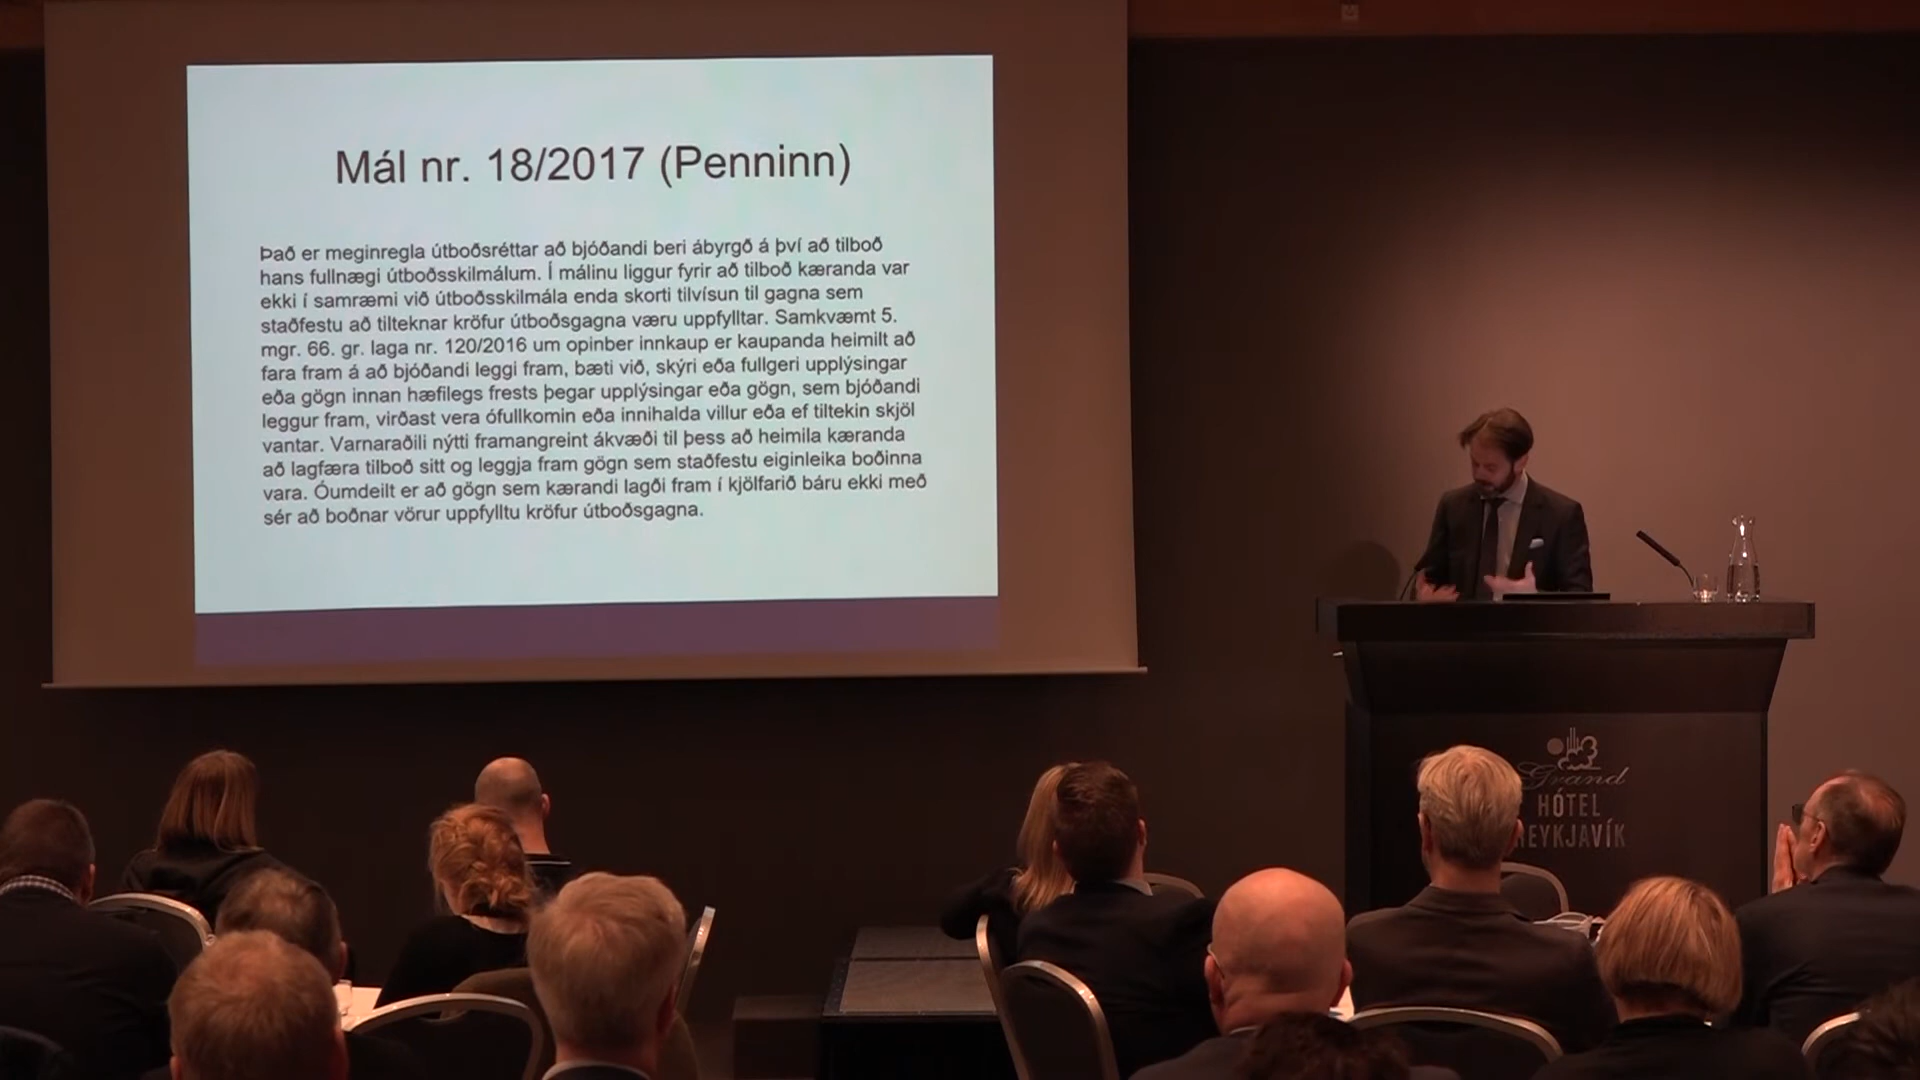 Mál nr. 18/2017 (Penninn)
Það er meginregla útboðsréttar að bjóðandi beri ábyrgð á því að tilboð
hans fullnægi útboðsskilmálum. Í málinu liggur fyrir að tilboð kæranda var
ekki í samræmi við útboðsskilmála enda skorti tilvísun til gagna sem
staðfestu að tilteknar kröfur útboðsgagna væru uppfylltar. Samkvæmt 5.
mgr. 66. gr. laga nr. 120/2016 um opinber innkaup er kaupanda heimilt að
fara fram á að bjóðandi leggi fram, bæti við, skýri eða fullgeri upplýsingar
eða gögn innan hæfilegs frests þegar upplýsingar eða gögn, sem bjóðandi
leggur fram, virðast vera ófullkomin eða innihalda villur eða ef tiltekin skjöl
vantar. Varnaraðili nýtti framangreint ákvæði til þess að heimila kæranda
að lagfæra tilboð sitt og leggja fram gögn sem staðfestu eiginleika boðinna
vara. Óumdeilt er að gögn sem kærandi lagði fram í kjölfarið báru ekki með
sér að boðnar vörur uppfylltu kröfur útboðsgagna.
Grand
HÓTEL
REYKJAVÍK